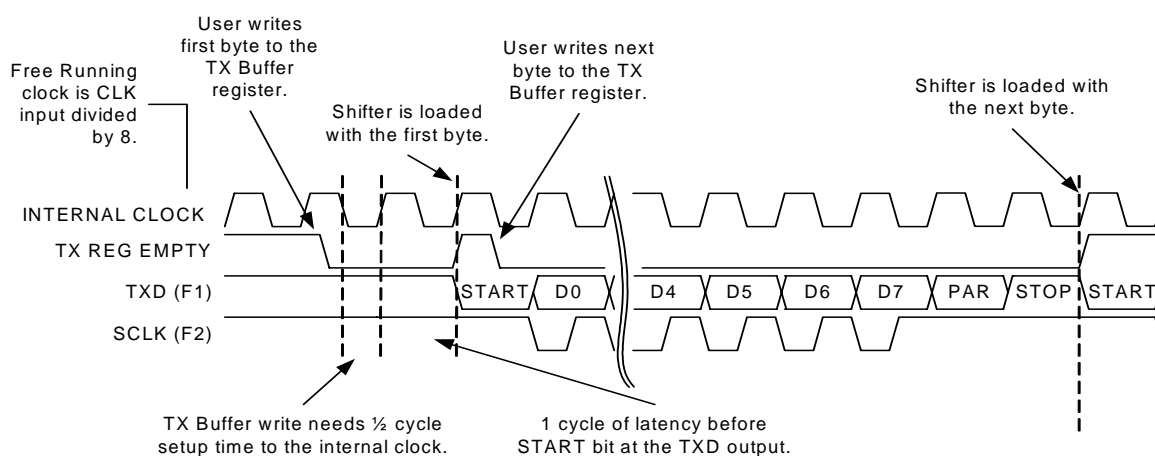 User writes
first byte to the
TX Buffer
register.
User writes next
byte to the TX
Buffer register.
Free Running
clock is CLK
input divided
by 8.
Shifter is loaded
with the first byte.
Shifter is loaded with
the next byte.
INTERNAL CLOCK
TX REG EMPTY
TXD (F1)
START D0 D4 D5 D6 D7 PAR STOP START
SCLK (F2)
TX Buffer write needs ½ cycle
setup time to the internal clock.
1 cycle of latency before
START bit at the TXD output.